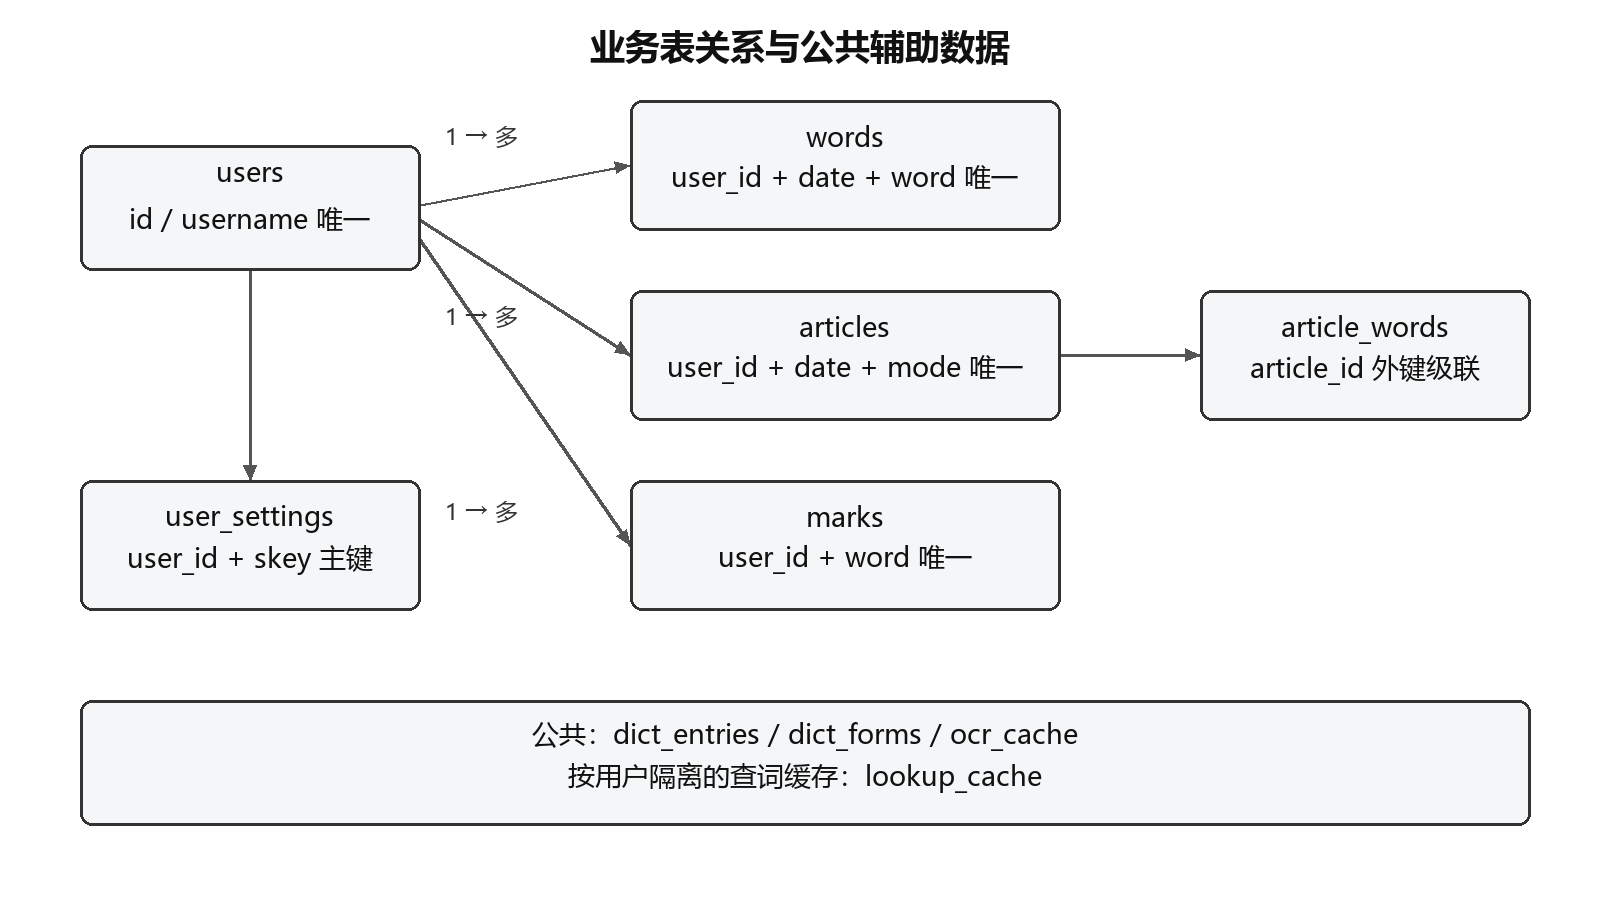 业务表关系与公共辅助数据
users
id / username 唯一
1 → 多
words
user_id + date + word 唯一
1 → 多
articles
user_id + date + mode 唯一
article_words
article_id 外键级联
user_settings
user_id + skey 主键
1 → 多
marks
user_id + word 唯一
公共：dict_entries / dict_forms / ocr_cache
按用户隔离的查词缓存：lookup_cache